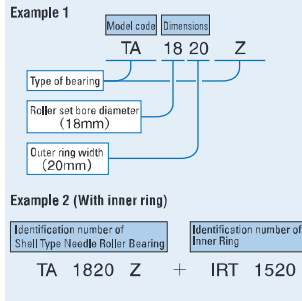 Example 1
Model code Dimensions
TA 18 20 Z
Type of bearing
Roller set bore diameter
(18mm)
Outer ring width
(20mm)
Example 2 (With inner ring)
Identification number of
Shell Type Needle Roller Bearing
Identification number of
Inner Ring
TA 1820 Z + IRT 1520